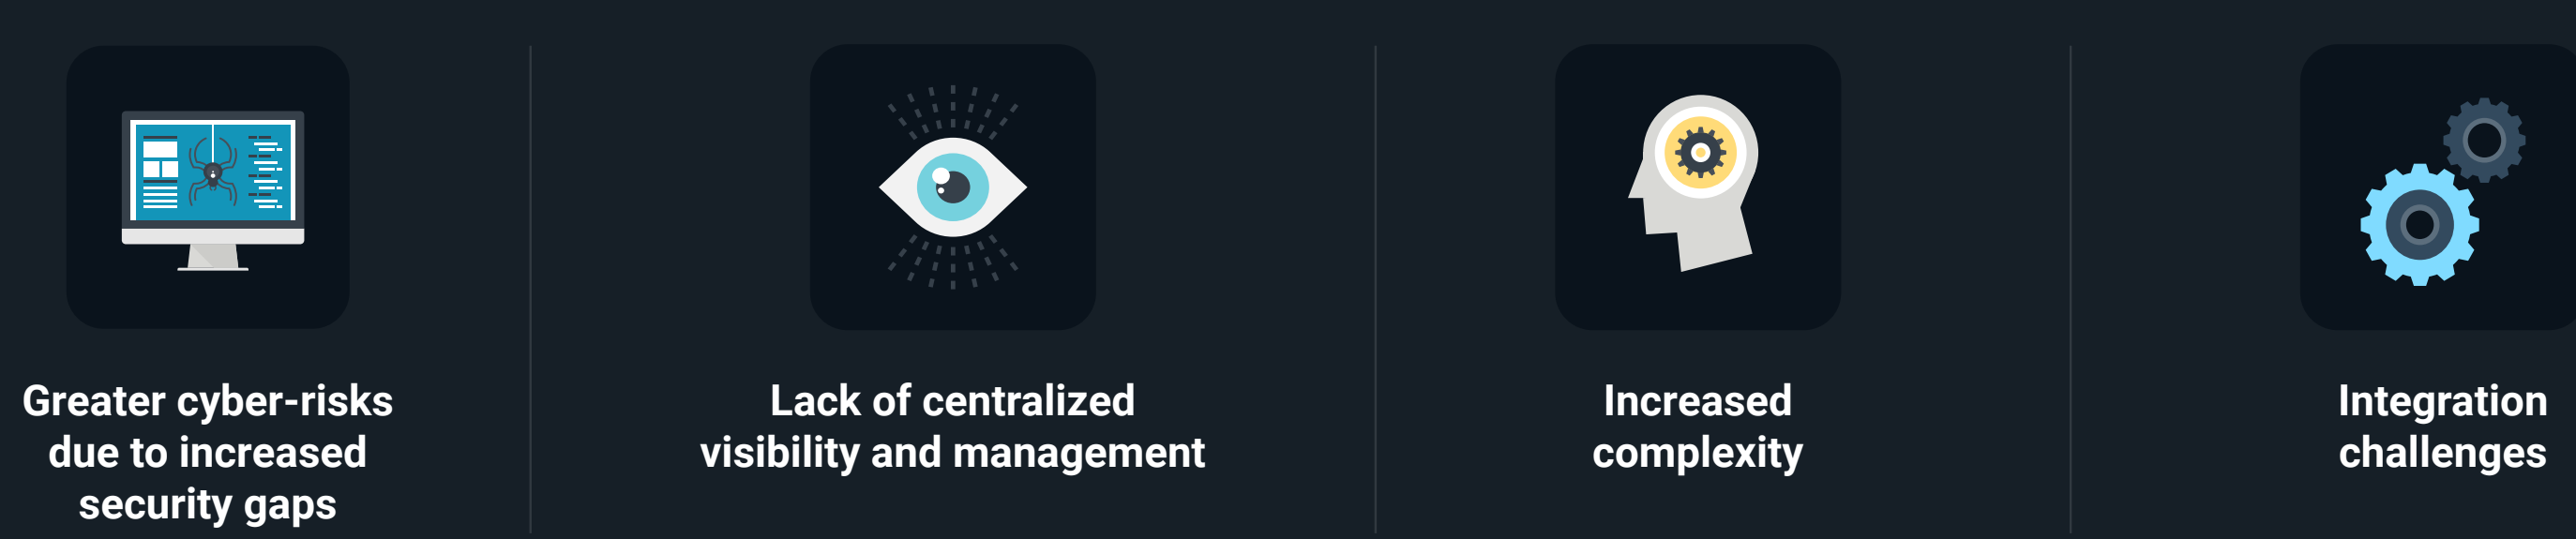 Greater cyber-risks
due to increased
security gaps
Lack of centralized
visibility and management
Increased
complexity
Integration
challenges